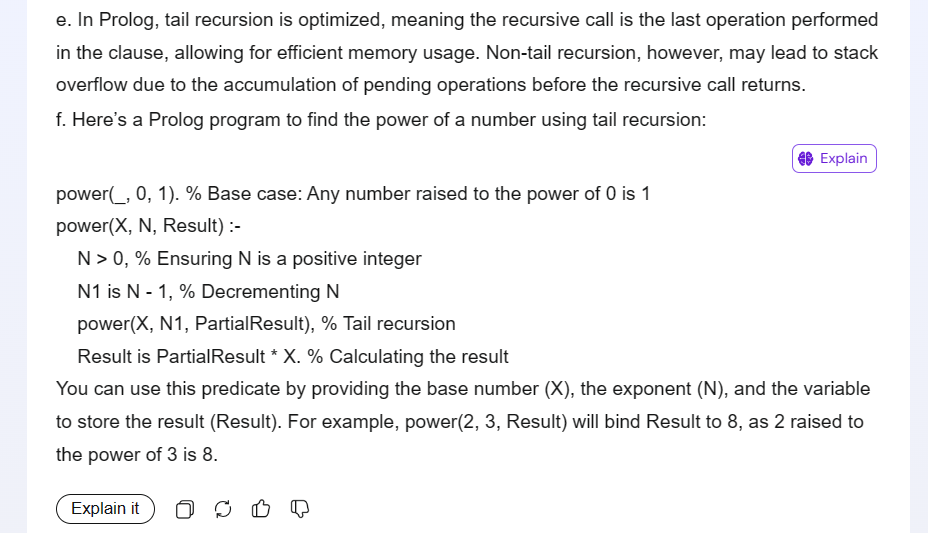 e. In Prolog, tail recursion is optimized, meaning the recursive call is the last operation performed
in the clause, allowing for efficient memory usage. Non-tail recursion, however, may lead to stack
overflow due to the accumulation of pending operations before the recursive call returns.
f. Here’s a Prolog program to find the power of a number using tail recursion:
Explain
power(_, 0, 1). % Base case: Any number raised to the power of 0 is 1
power(X, N, Result) :-
N > 0, % Ensuring N is a positive integer
N1 is N - 1, % Decrementing N
power(X, N1, PartialResult), % Tail recursion
Result is PartialResult * X. % Calculating the result
You can use this predicate by providing the base number (X), the exponent (N), and the variable
to store the result (Result). For example, power(2, 3, Result) will bind Result to 8, as 2 raised to
the power of 3 is 8.
Explain it